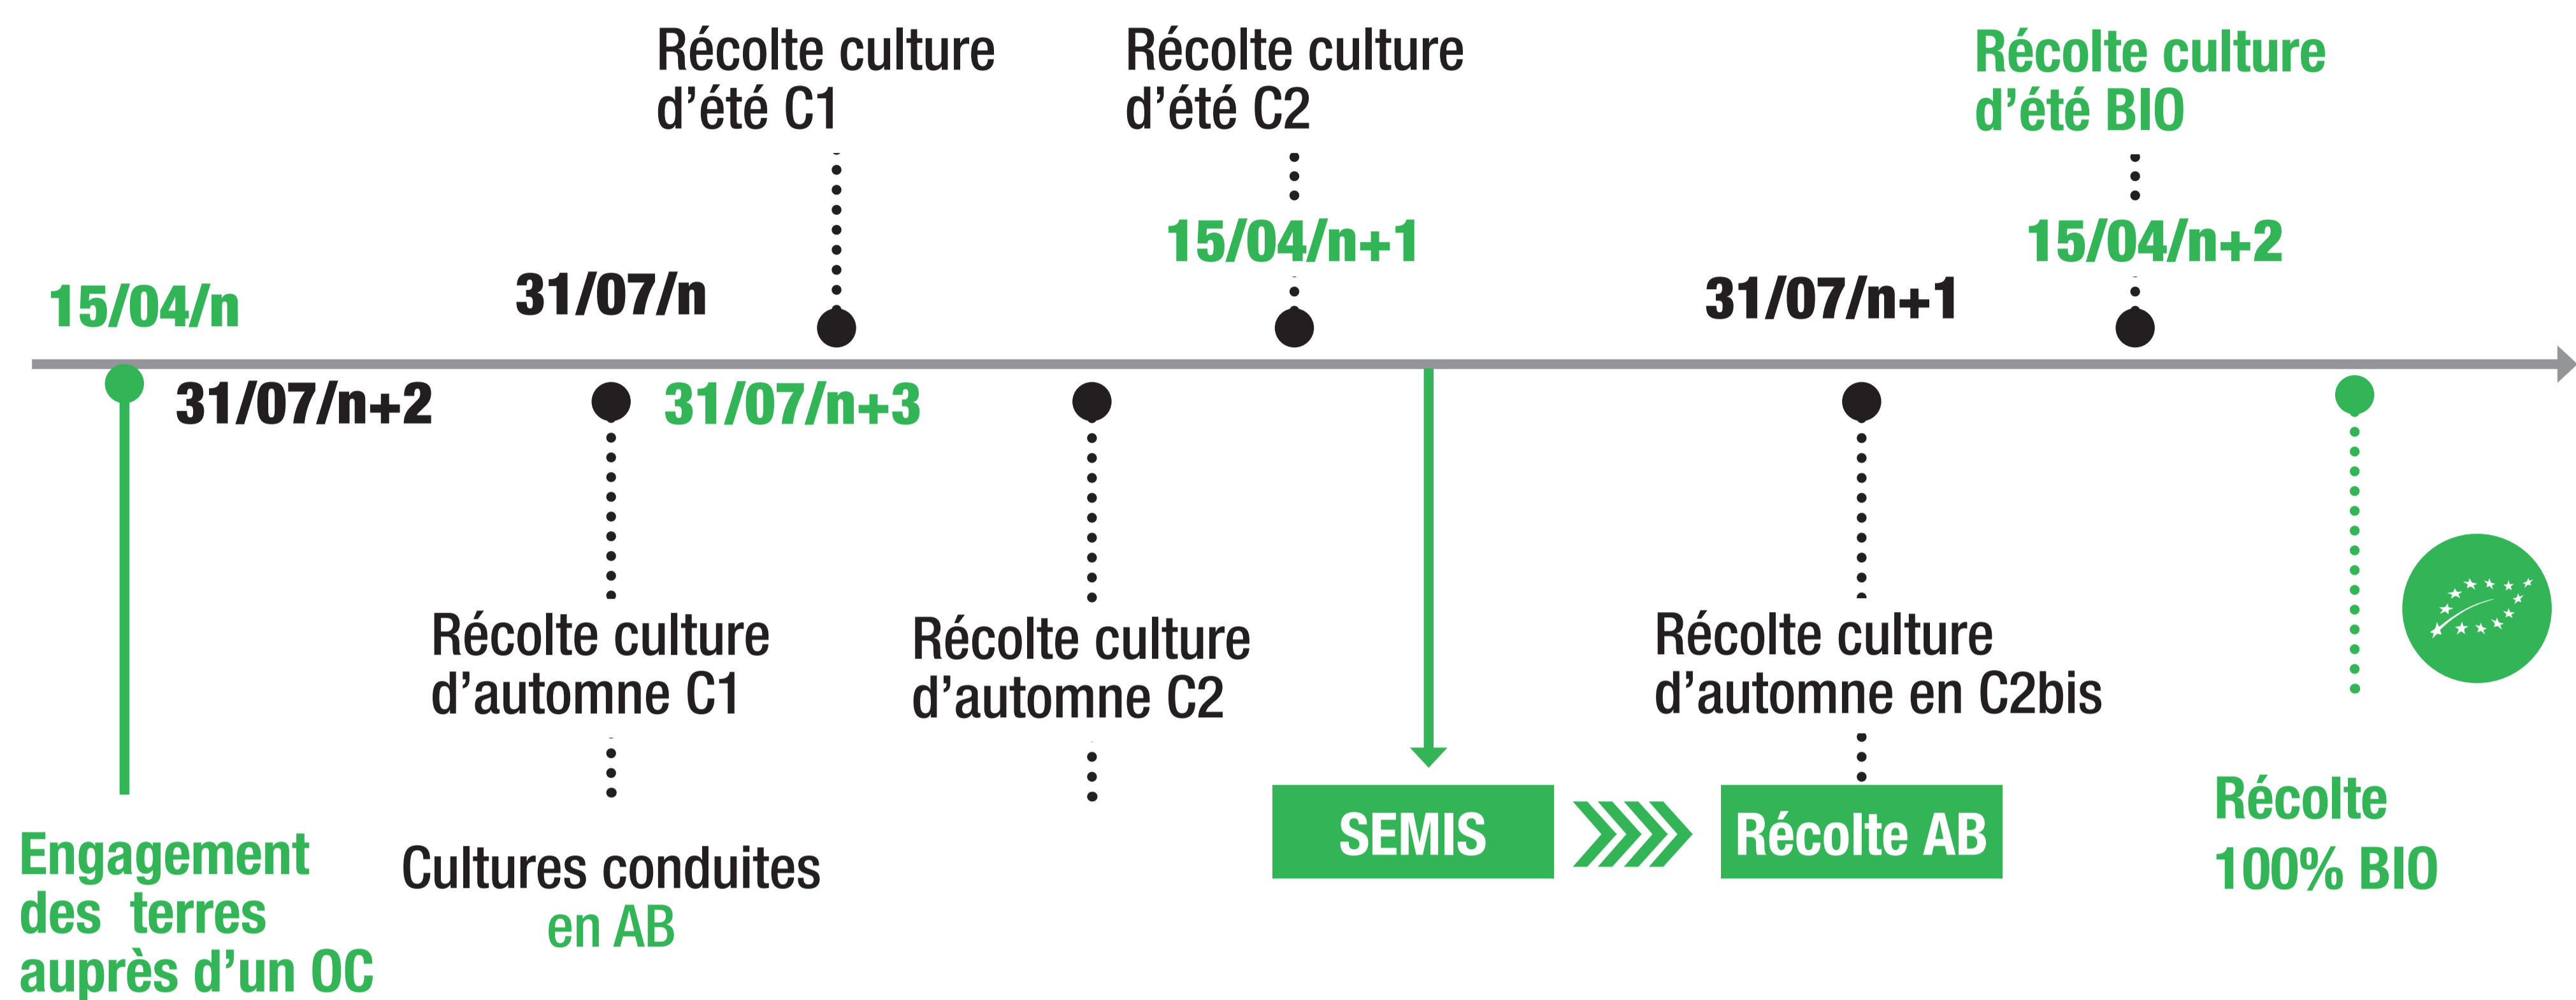 Récolte culture
d’été C1
Récolte culture
d’été C2
Récolte culture
d’été BIO
15/04/n
31/07/n
15/04/n+1
31/07/n+1
15/04/n+2
31/07/n+2
31/07/n+3
Récolte culture
d’automne C1
Récolte culture
d’automne C2
Récolte culture
d’automne en C2bis
SEMIS
Récolte AB
Récolte
100% BIO
Engagement
des terres
auprès d’un OC
Cultures conduites
en AB